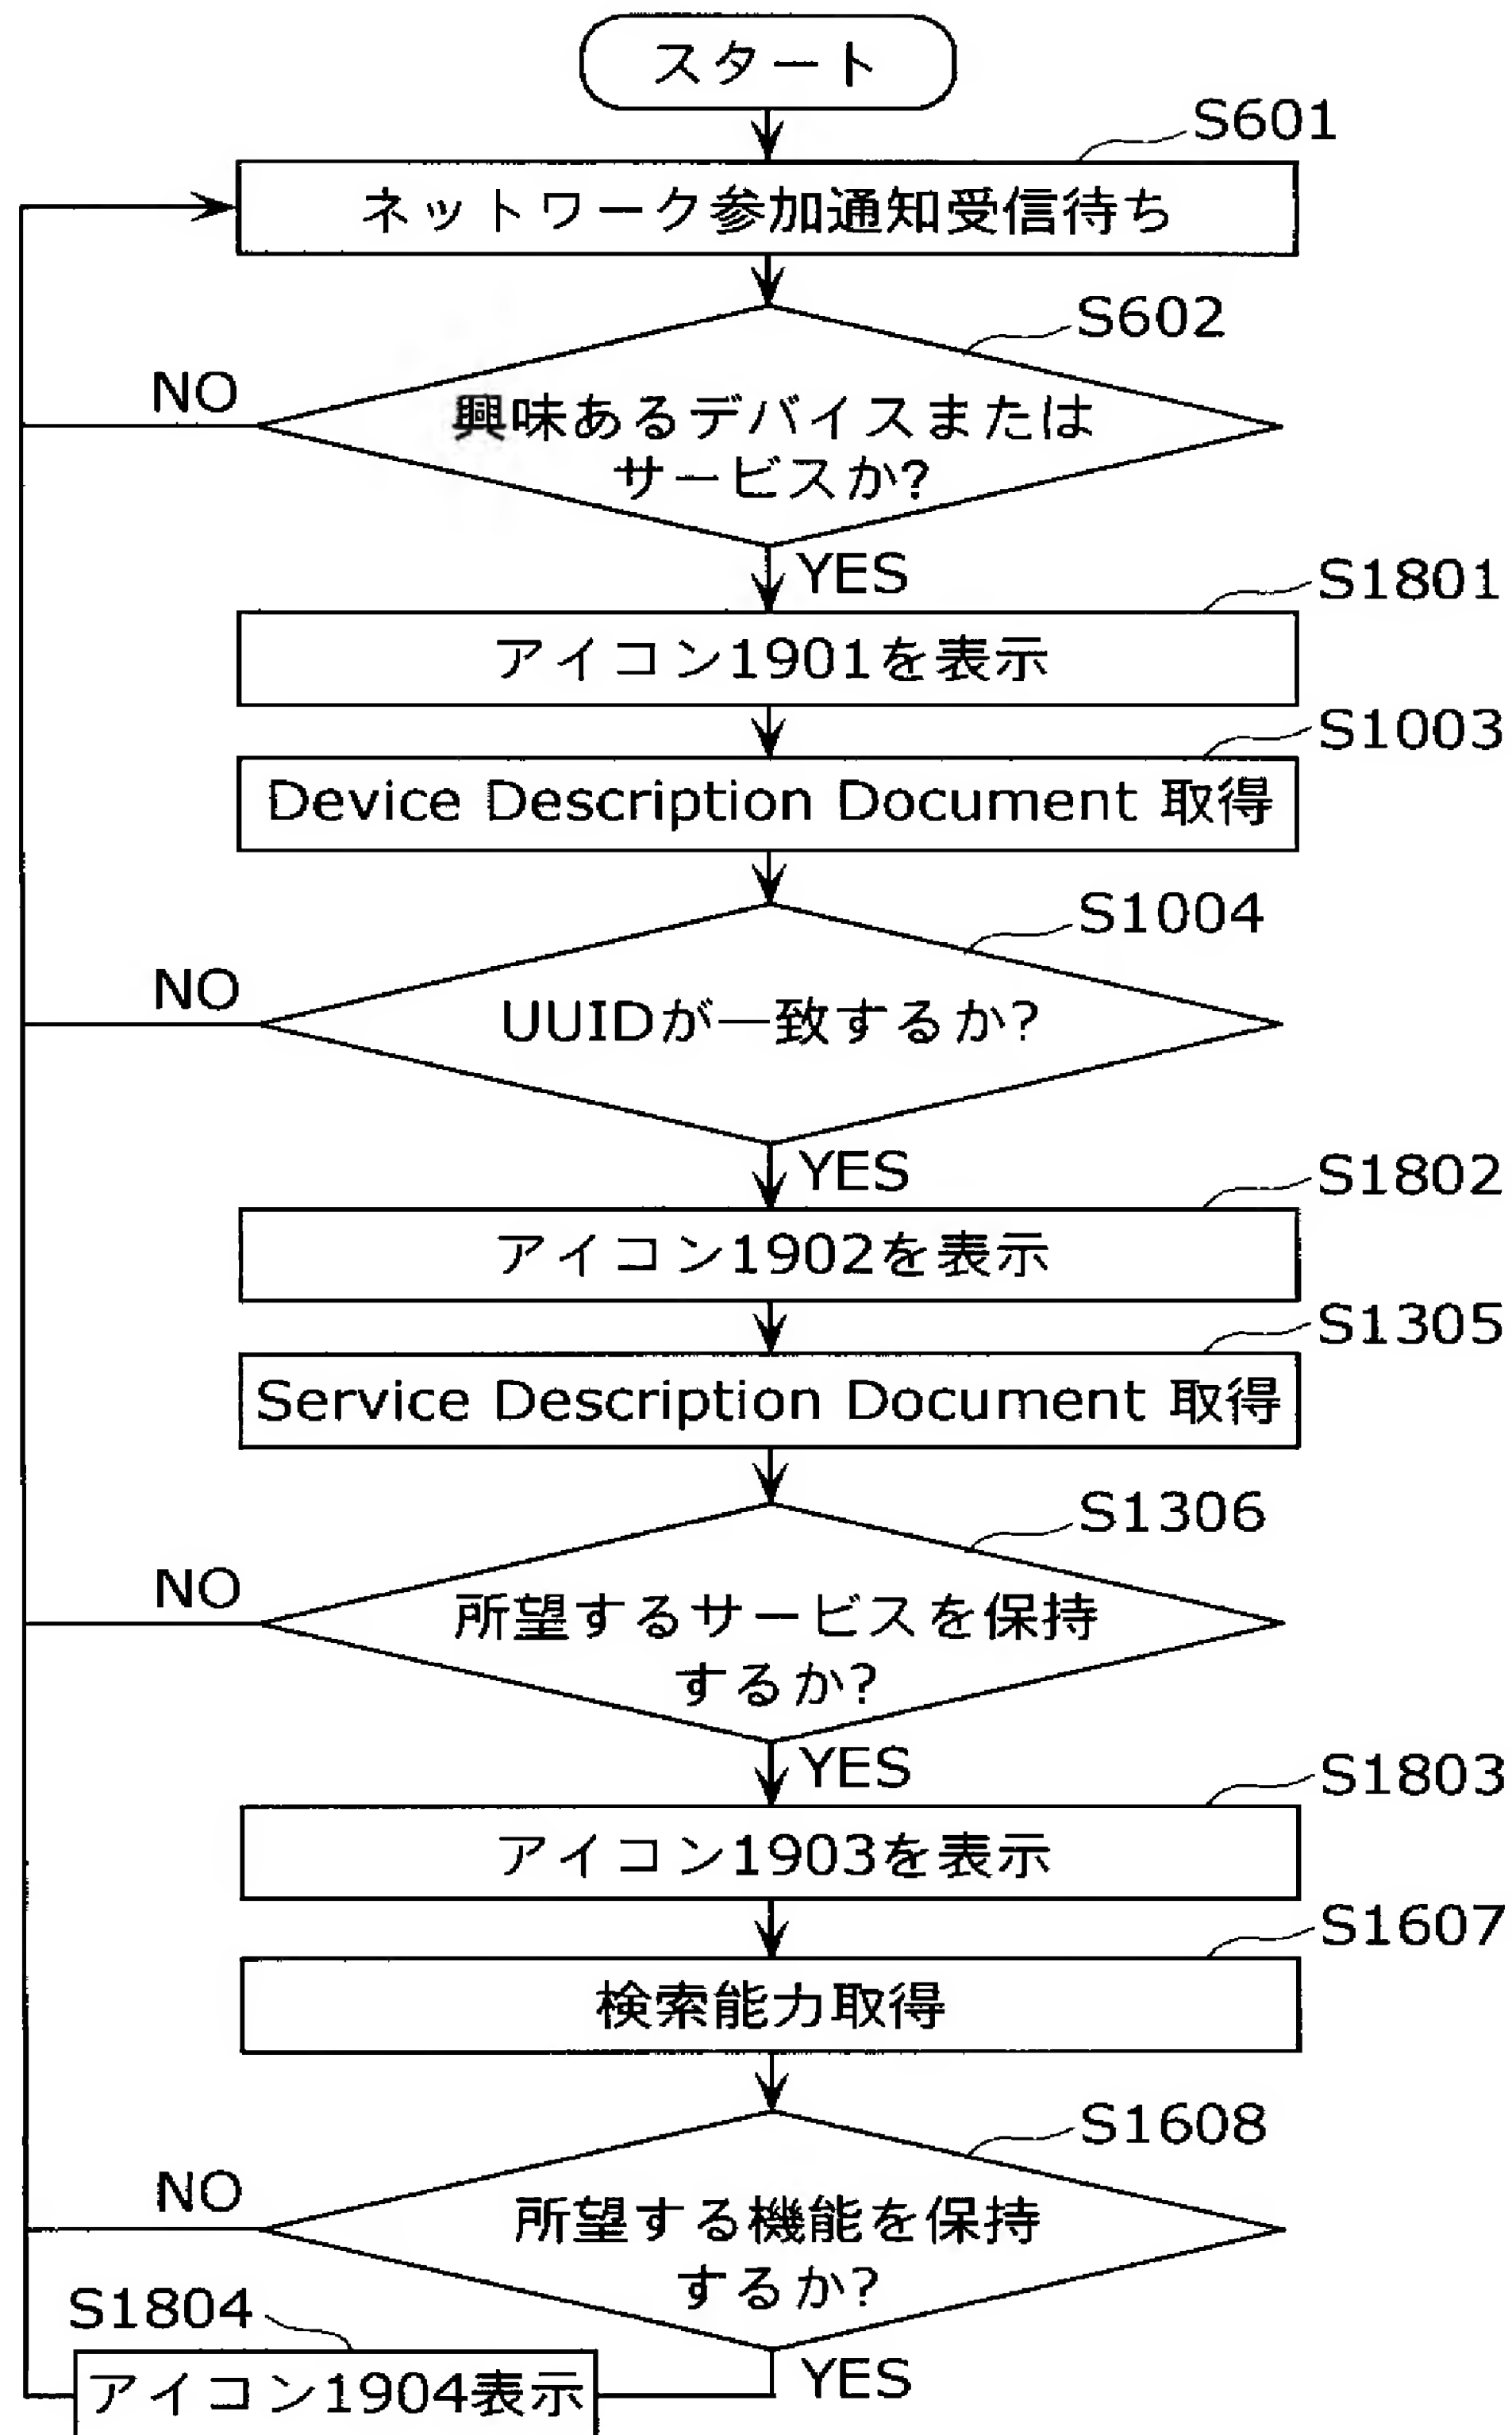 スタート
S601
ネットワーク参加通知受信待ち
S602
NO
興味あるデバイスまたは
サービスか?
YES
S1801
アイコン1901を表示
S1003
Device Description Document 取得
S1004
NO
UUIDが一致するか?
YES
S1802
アイコン1902を表示
S1305
Service Description Document 取得
S1306
NO
所望するサービスを保持
するか?
YES
S1803
アイコン1903を表示
S1607
検索能力取得
S1608
NO
所望する機能を保持
するか?
S1804
YES
アイコン1904表示